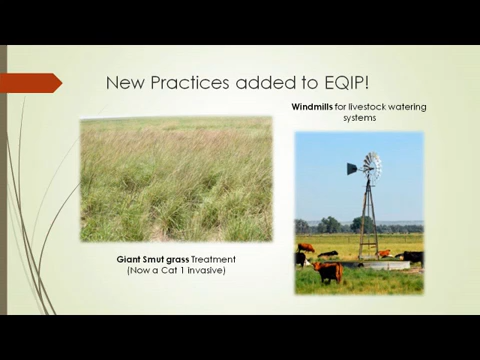 New Practices added to EQIP!
Windmills for livestock watering
systems
Giant Smut grass Treatment
(Now a Cat 1 invasive)